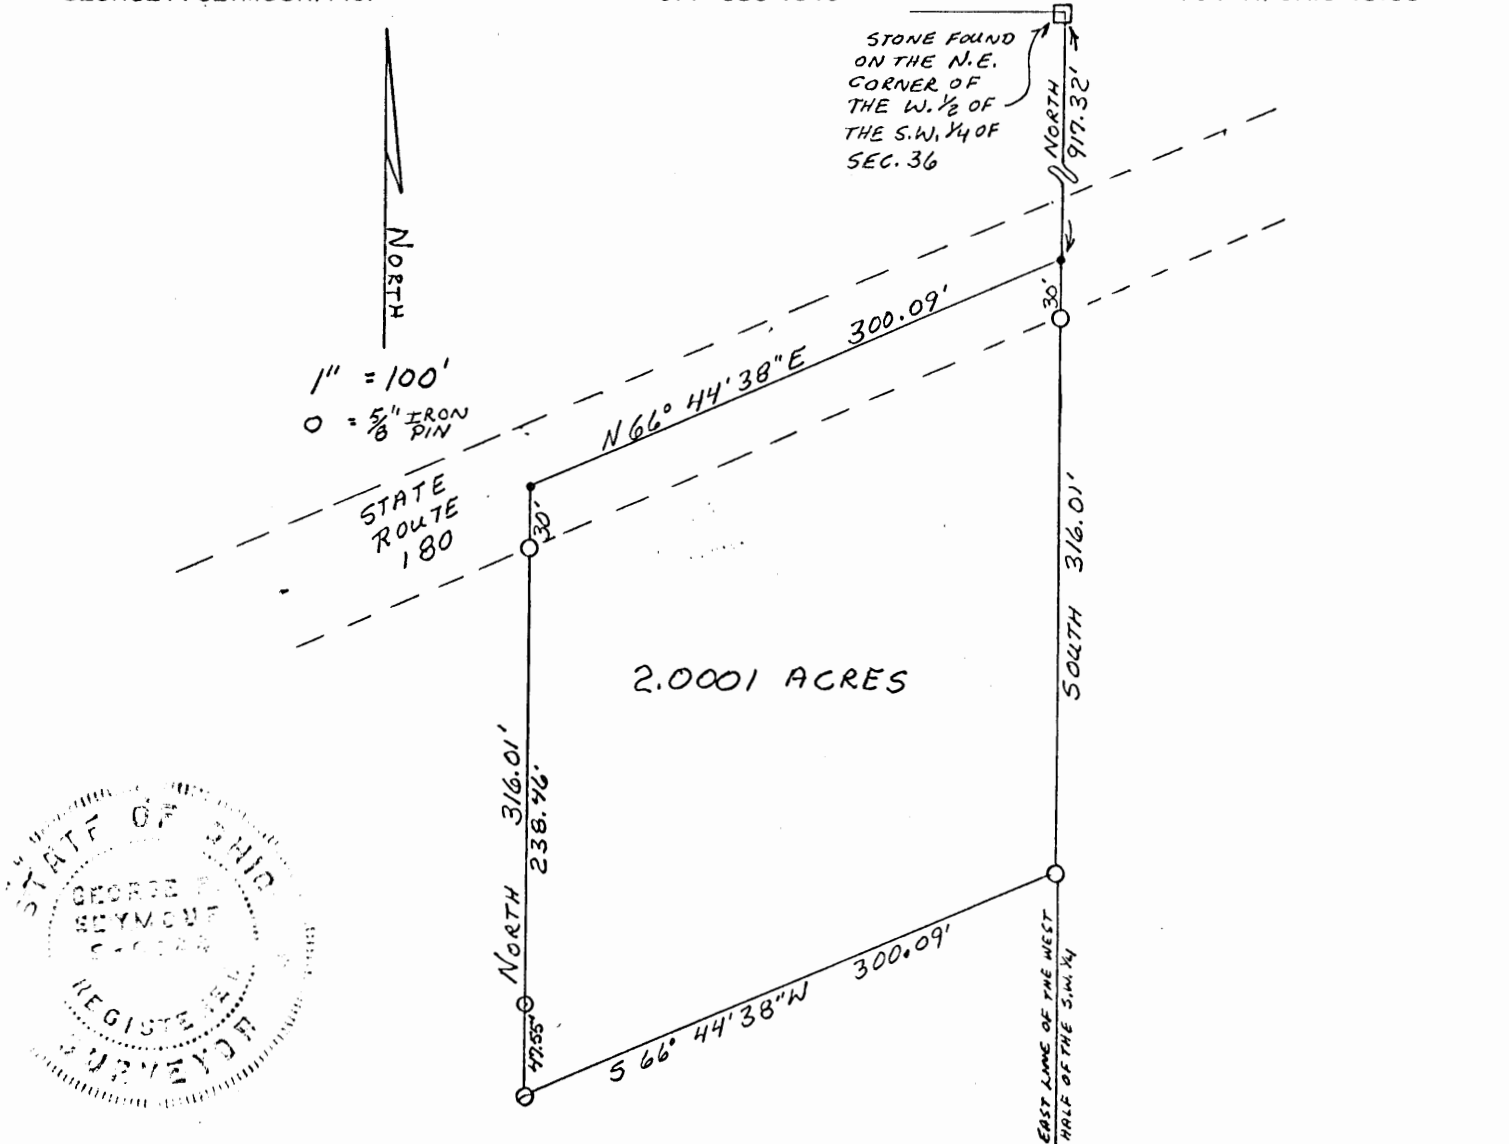 STONE FOUND
ON THE N.E.
CORNER OF
THE W. 1/2 OF
THE S.W. 1/4 OF
SEC. 36
NORTH
917.32'
NORTH
1" = 100'
O = 5/8" IRON
PIN
STATE
ROUTE
180
N 66° 44' 38" E 300.09'
30'
30'
2.0001 ACRES
SOUTH 316.01'
NORTH 316.01'
238.46'
47.55'
S 66° 44' 38" W 300.09'
EAST LINE OF THE WEST
HALF OF THE S.W. 1/4
STATE OF OHIO
GEORGE F.
SEYMOUR
REGISTERED
SURVEYOR